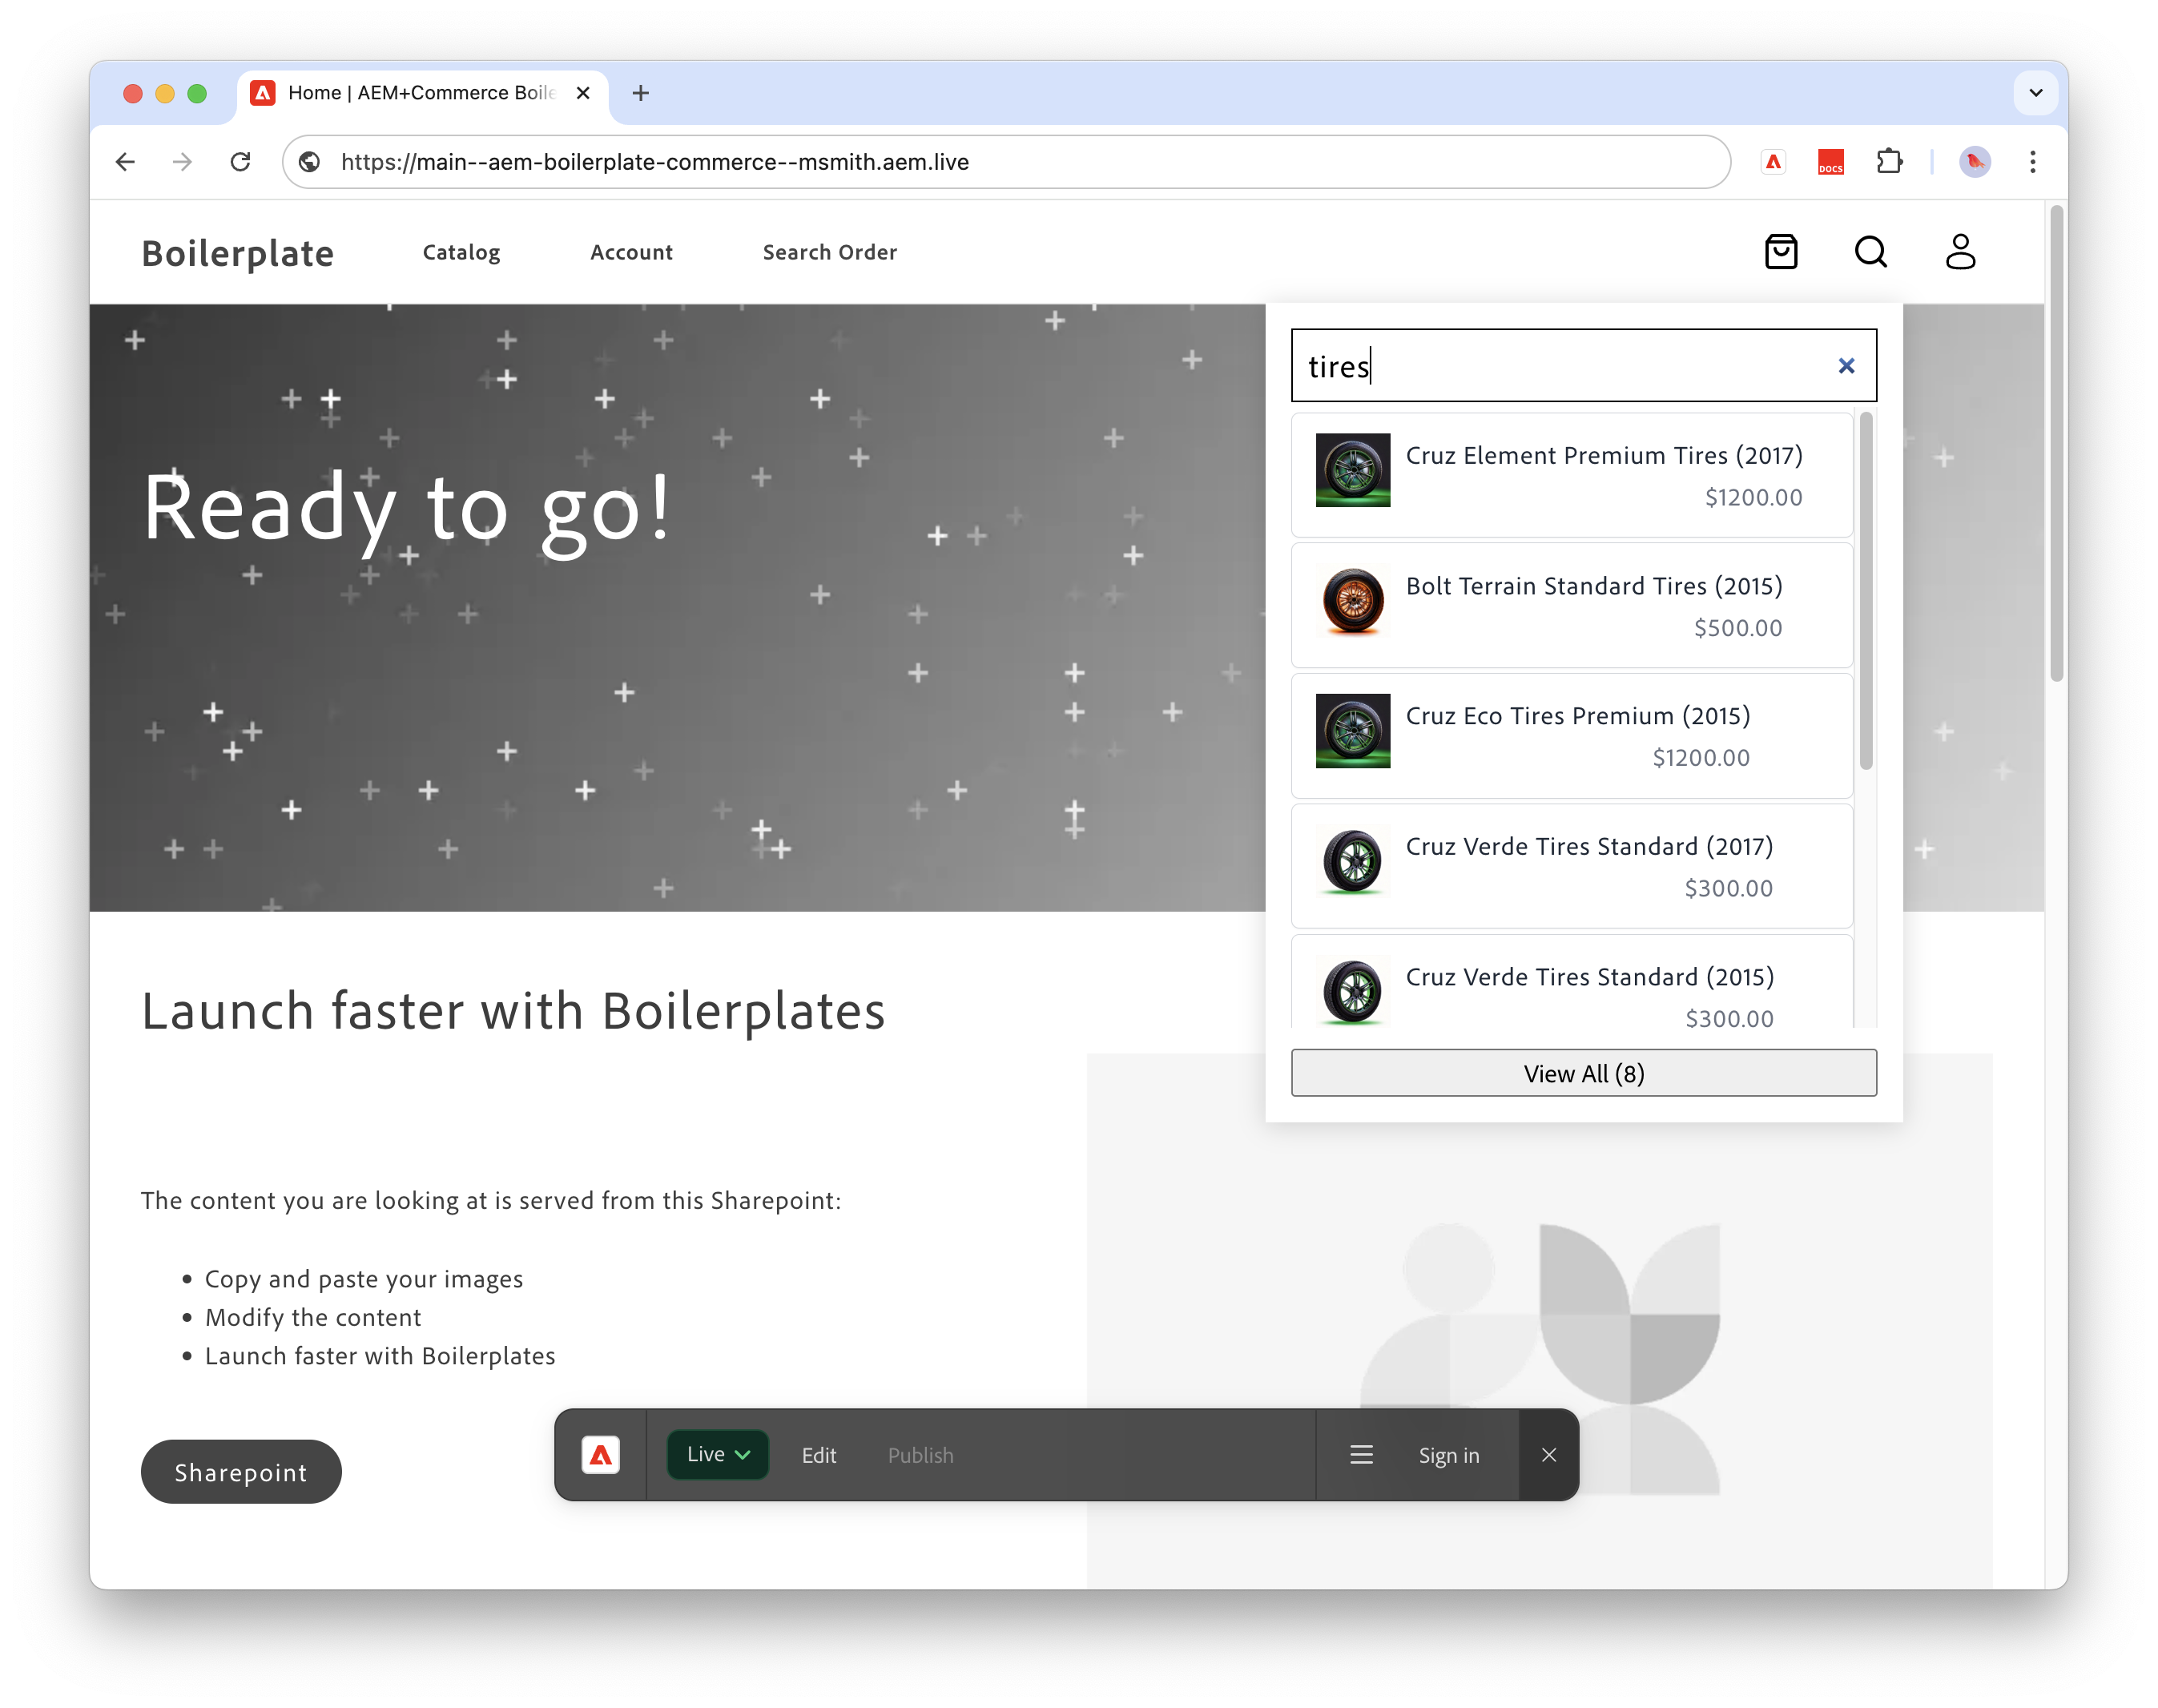 Home | AEM+Commerce Boile
https://main--aem-boilerplate-commerce--msmith.aem.live
DOCS
Boilerplate
Catalog
Account
Search Order
Ready to go!
tires
Cruz Element Premium Tires (2017)
$1200.00
Bolt Terrain Standard Tires (2015)
$500.00
Cruz Eco Tires Premium (2015)
$1200.00
Cruz Verde Tires Standard (2017)
$300.00
Cruz Verde Tires Standard (2015)
$300.00
View All (8)
Launch faster with Boilerplates
The content you are looking at is served from this Sharepoint:
Copy and paste your images
Modify the content
Launch faster with Boilerplates
Sharepoint
Live
Edit
Publish
Sign in